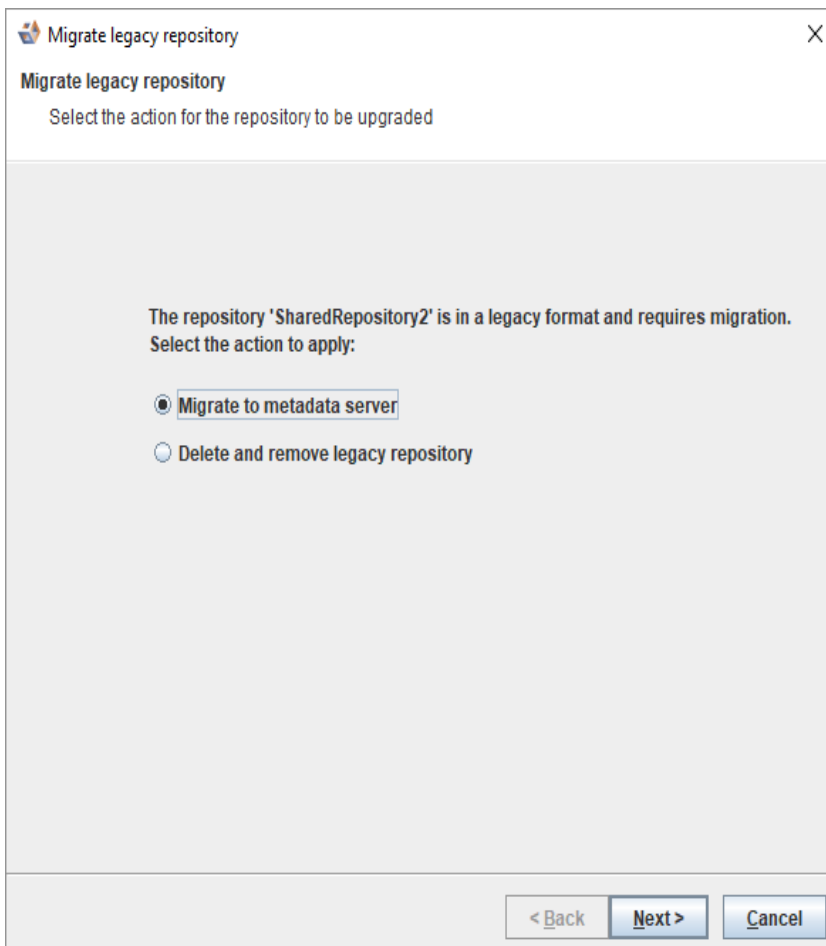 Migrate legacy repository
Migrate legacy repository
Select the action for the repository to be upgraded
The repository 'SharedRepository2' is in a legacy format and requires migration.
Select the action to apply:
Migrate to metadata server
Delete and remove legacy repository
< Back Next > Cancel